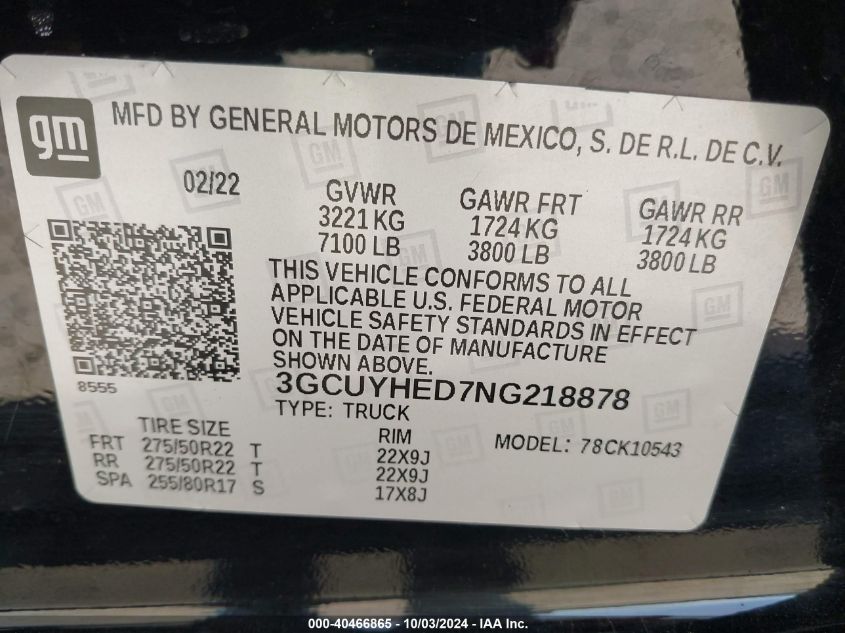 gm
MFD BY GENERAL MOTORS DE MEXICO, S. DE R.L. DE C.V.
02/22
GVWR
3221 KG
7100 LB
GAWR FRT
1724 KG
3800 LB
GAWR RR
1724 KG
3800 LB
THIS VEHICLE CONFORMS TO ALL
APPLICABLE U.S. FEDERAL MOTOR
VEHICLE SAFETY STANDARDS IN EFFECT
ON THE DATE OF MANUFACTURE
SHOWN ABOVE.
8555
3GCUYHED7NG218878
TYPE: TRUCK
MODEL: 78CK10543
TIRE SIZE RIM
FRT 275/50R22 T 22X9J
RR 275/50R22 T 22X9J
SPA 255/80R17 S 17X8J
000-40466865 - 10/03/2024 - IAA Inc.